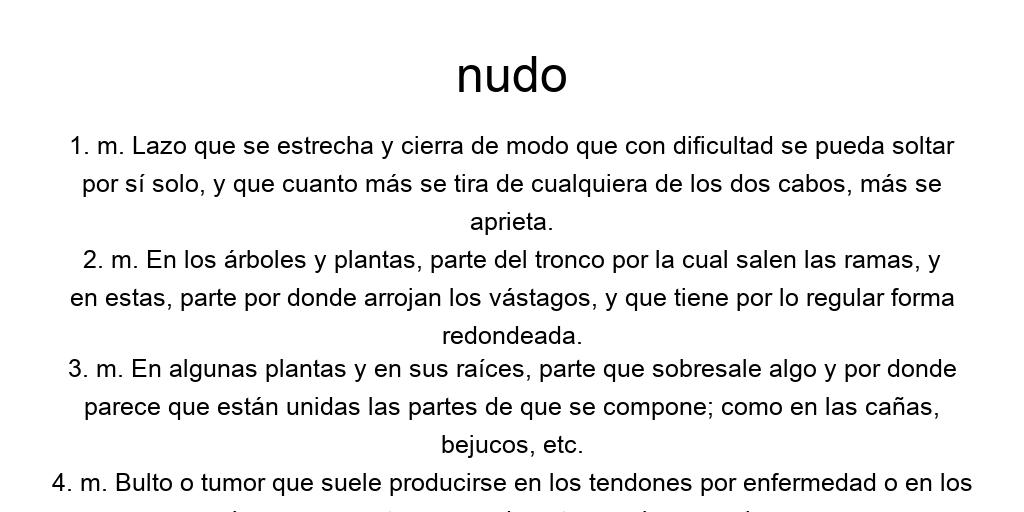 nudo
1. m. Lazo que se estrecha y cierra de modo que con dificultad se pueda soltar
por sí solo, y que cuanto más se tira de cualquiera de los dos cabos, más se
aprieta.
2. m. En los árboles y plantas, parte del tronco por la cual salen las ramas, y
en estas, parte por donde arrojan los vástagos, y que tiene por lo regular forma
redondeada.
3. m. En algunas plantas y en sus raíces, parte que sobresale algo y por donde
parece que están unidas las partes de que se compone; como en las cañas,
bejucos, etc.
4. m. Bulto o tumor que suele producirse en los tendones por enfermedad o en los